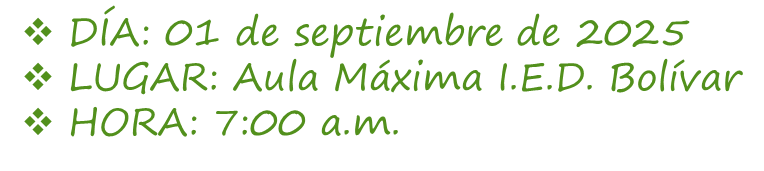 ❖ DÍA: 01 de septiembre de 2025
❖ LUGAR: Aula Máxima I.E.D. Bolívar
❖ HORA: 7:00 a.m.